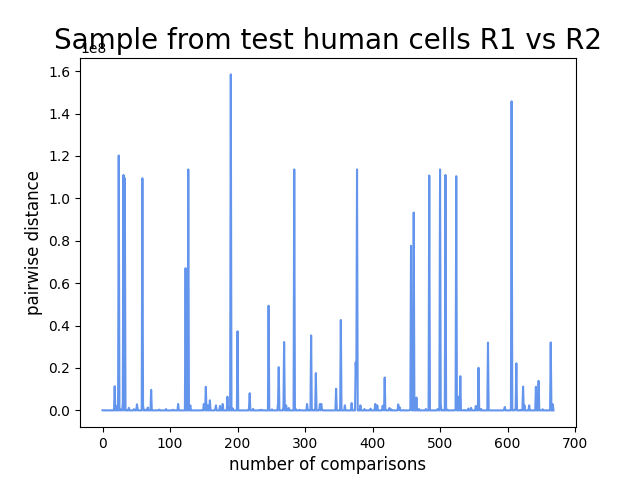 Sample from test human cells R1 vs R2
1e8
1.6
1.4
1.2
1.0
0.8
0.6
0.4
0.2
0.0
pairwise distance
0 100 200 300 400 500 600 700
number of comparisons